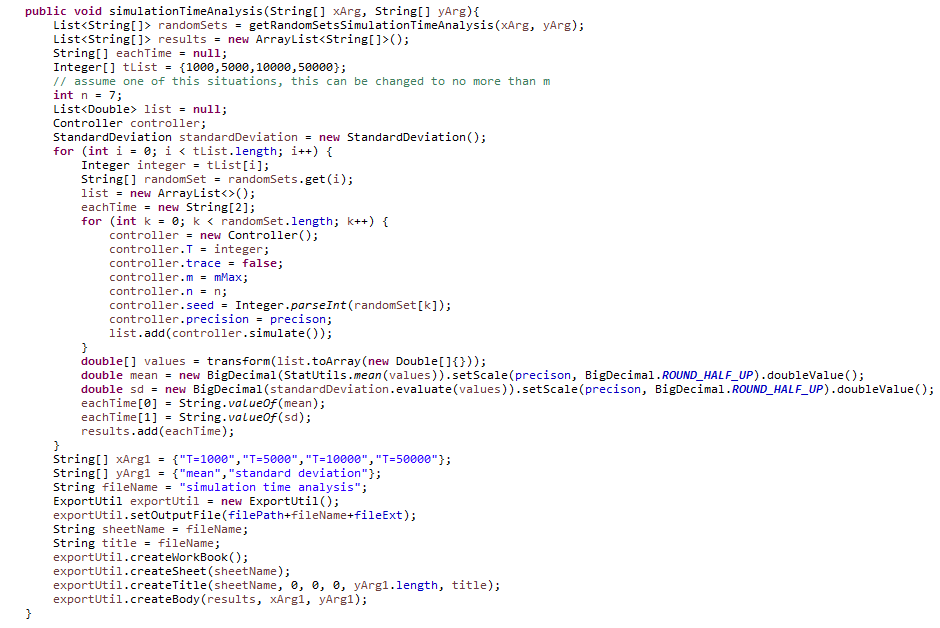 public void simulationTimeAnalysis(String[] xArg, String[] yArg){
    List<String[]> randomSets = getRandomSetsSimulationTimeAnalysis(xArg, yArg);
    List<String[]> results = new ArrayList<String[]>();
    String[] eachTime = null;
    Integer[] tList = {1000,5000,10000,50000};
    // assume one of this situations, this can be changed to no more than m
    int n = 7;
    List<Double> list = null;
    Controller controller;
    StandardDeviation standardDeviation = new StandardDeviation();
    for (int i = 0; i < tList.length; i++) {
        Integer integer = tList[i];
        String[] randomSet = randomSets.get(i);
        list = new ArrayList<>();
        eachTime = new String[2];
        for (int k = 0; k < randomSet.length; k++) {
            controller = new Controller();
            controller.T = integer;
            controller.trace = false;
            controller.m = mMax;
            controller.n = n;
            controller.seed = Integer.parseInt(randomSet[k]);
            controller.precision = precison;
            list.add(controller.simulate());
        }
        double[] values = transform(list.toArray(new Double[]{}));
        double mean = new BigDecimal(StatUtils.mean(values)).setScale(precison, BigDecimal.ROUND_HALF_UP).doubleValue();
        double sd = new BigDecimal(standardDeviation.evaluate(values)).setScale(precison, BigDecimal.ROUND_HALF_UP).doubleValue();
        eachTime[0] = String.valueOf(mean);
        eachTime[1] = String.valueOf(sd);
        results.add(eachTime);
    }
    String[] xArg1 = {"T=1000","T=5000","T=10000","T=50000"};
    String[] yArg1 = {"mean","standard deviation"};
    String fileName = "simulation time analysis";
    ExportUtil exportUtil = new ExportUtil();
    exportUtil.setOutputFile(filePath+fileName+fileExt);
    String sheetName = fileName;
    String title = fileName;
    exportUtil.createWorkBook();
    exportUtil.createSheet(sheetName);
    exportUtil.createTitle(sheetName, 0, 0, 0, yArg1.length, title);
    exportUtil.createBody(results, xArg1, yArg1);
}